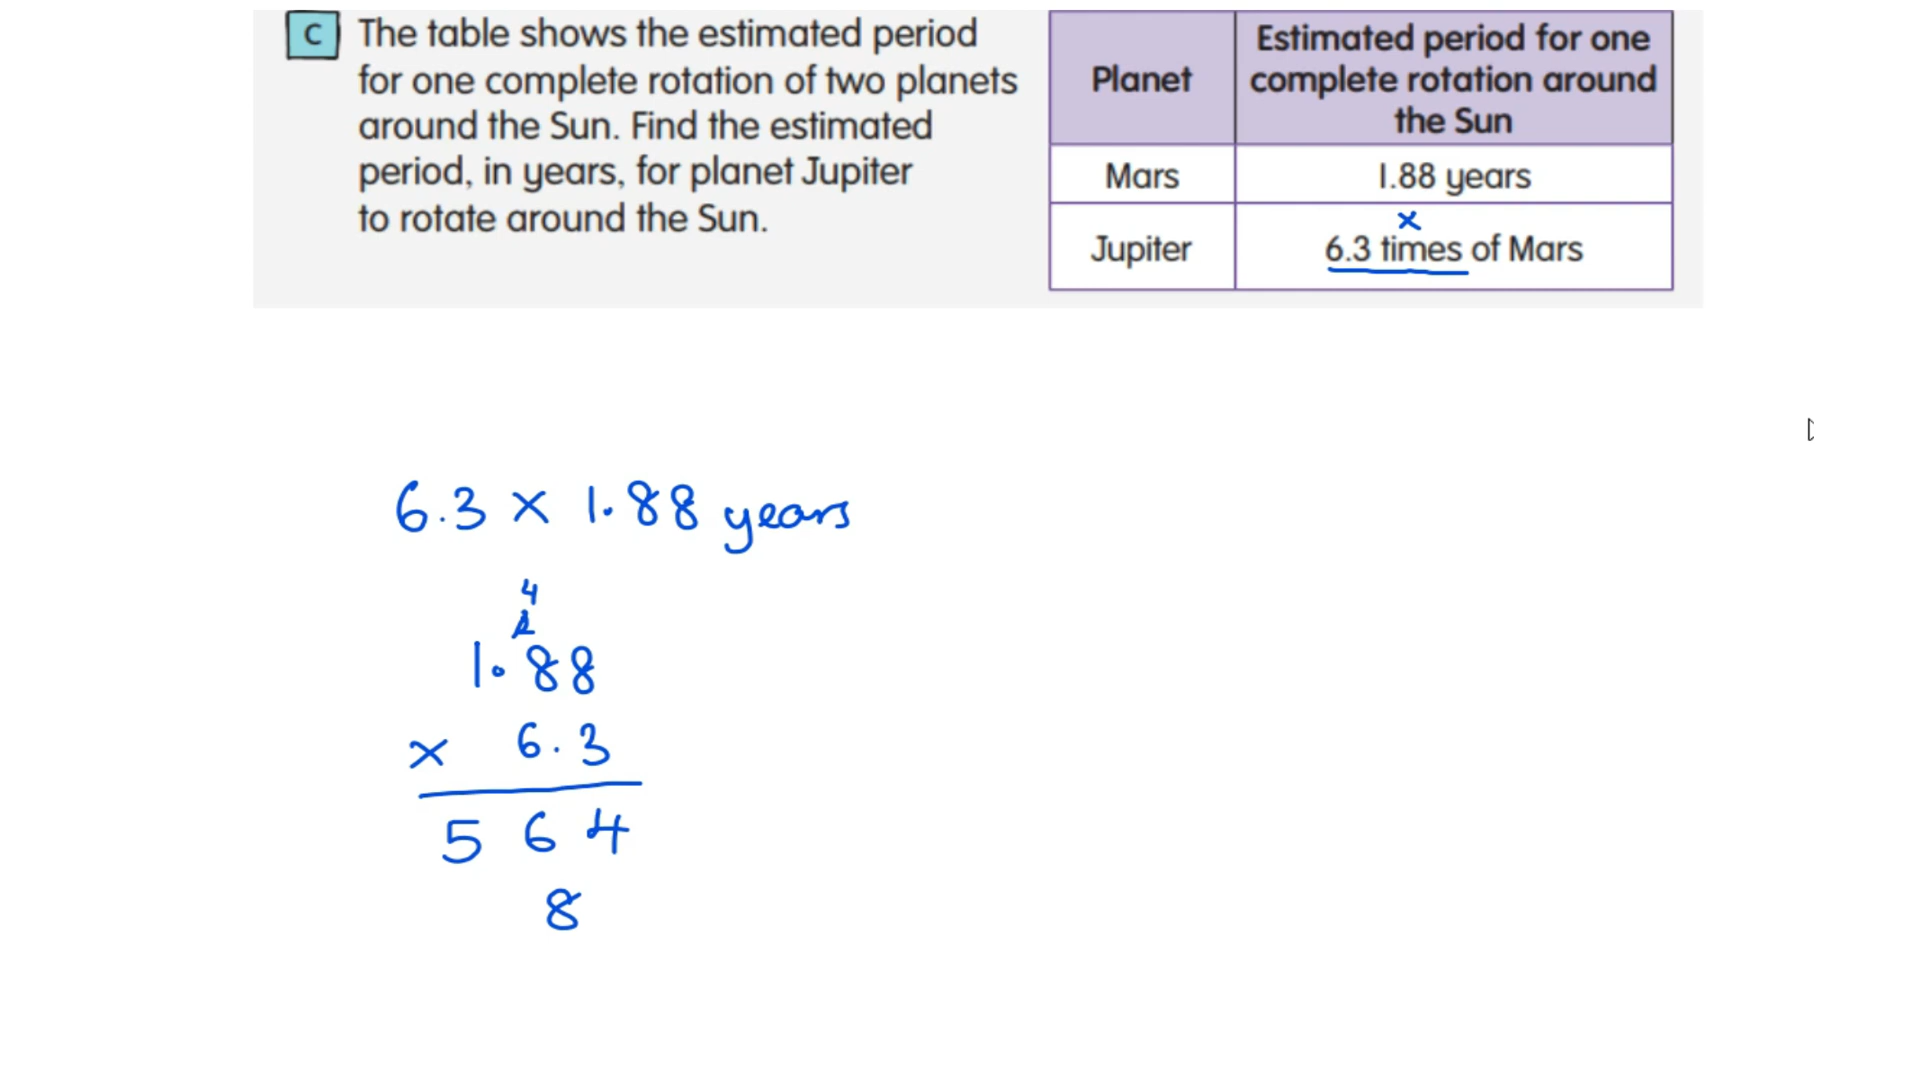 C The table shows the estimated period
for one complete rotation of two planets
around the Sun. Find the estimated
period, in years, for planet Jupiter
to rotate around the Sun.
Planet
Estimated period for one
complete rotation around
the Sun
Mars 1.88 years
×
Jupiter 6.3 times of Mars
6.3 × 1.88 years
4
2
1.88
× 6.3
5 6 4
8